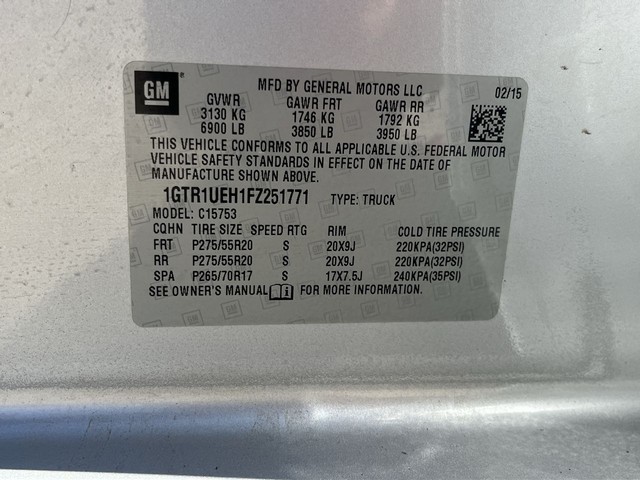 GM
MFD BY GENERAL MOTORS LLC 02/15
GVWR GAWR FRT GAWR RR
3130 KG 1746 KG 1792 KG
6900 LB 3850 LB 3950 LB
THIS VEHICLE CONFORMS TO ALL APPLICABLE U.S. FEDERAL MOTOR
VEHICLE SAFETY STANDARDS IN EFFECT ON THE DATE OF
MANUFACTURE SHOWN ABOVE.
1GTR1UEH1FZ251771 TYPE: TRUCK
MODEL: C15753
CQHN TIRE SIZE SPEED RTG RIM COLD TIRE PRESSURE
FRT P275/55R20 S 20X9J 220KPA(32PSI)
RR P275/55R20 S 20X9J 220KPA(32PSI)
SPA P265/70R17 S 17X7.5J 240KPA(35PSI)
SEE OWNER'S MANUAL FOR MORE INFORMATION.